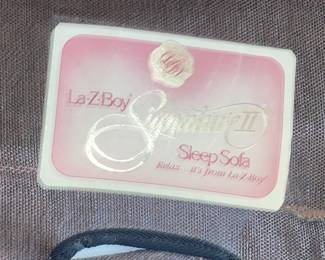 La-Z-Boy®
Signature II
Sleep Sofa
Relax...it's from La-Z-Boy®